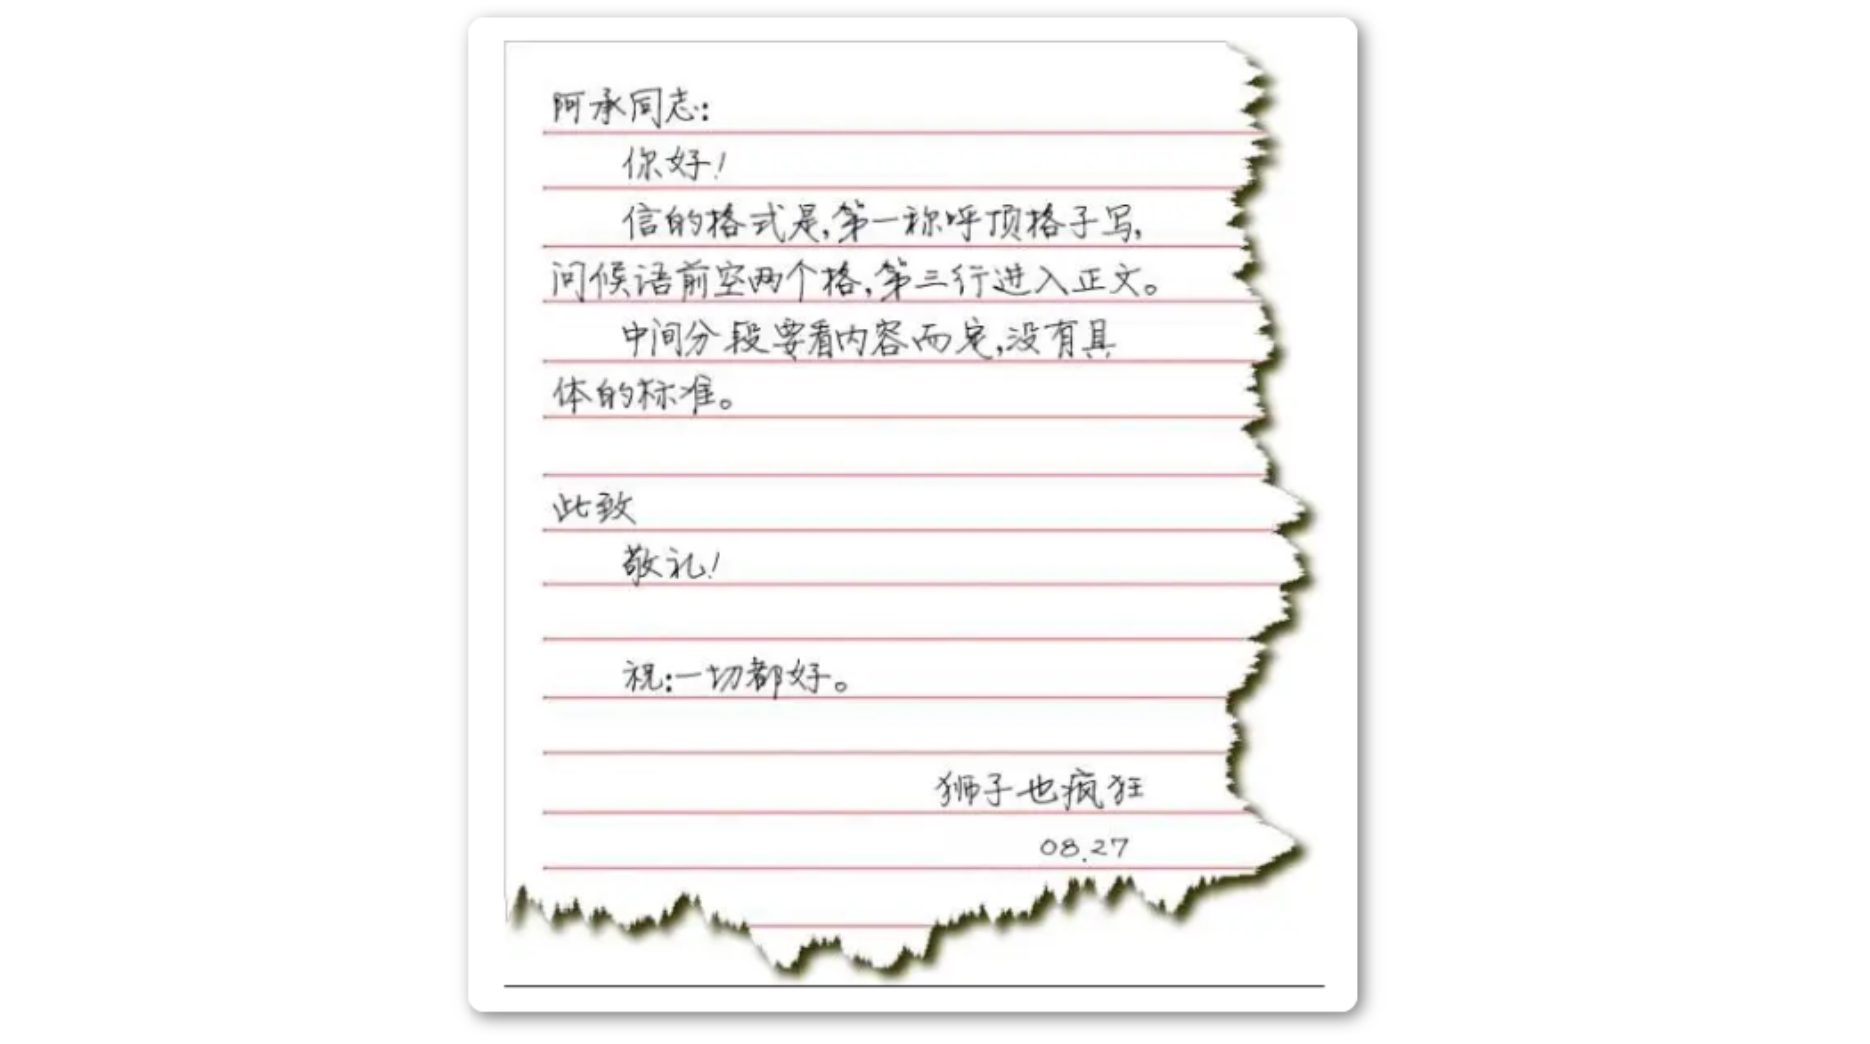 阿承同志:
你好!
信的格式是,第一称呼顶格子写,
问候语前空两个格,第三行进入正文。
中间分段要看内容而定,没有具
体的标准。
此致
敬礼!
祝:一切都好。
狮子也疯狂
08.27